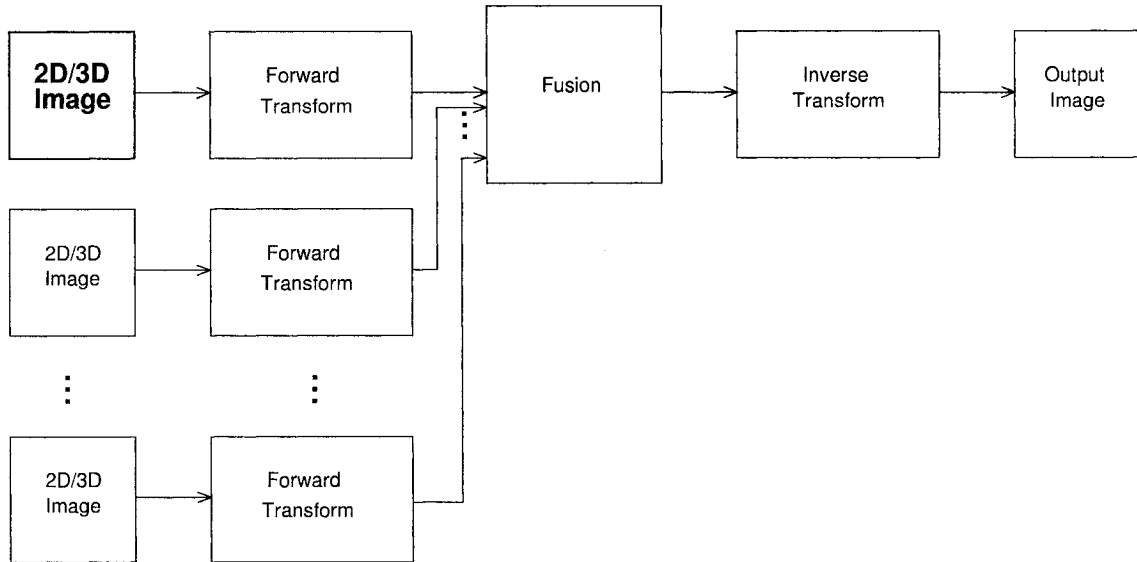 2D/3D
Image
Forward
Transform
Fusion
Inverse
Transform
Output
Image
2D/3D
Image
Forward
Transform
2D/3D
Image
Forward
Transform